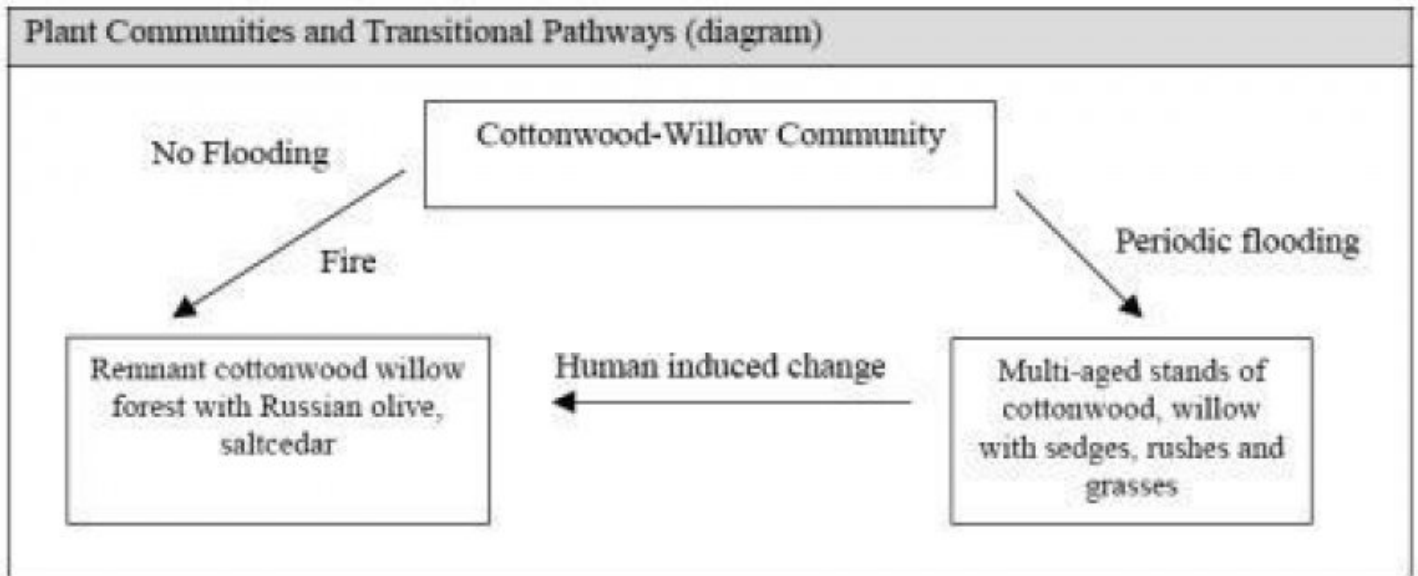 Plant Communities and Transitional Pathways (diagram)
Cottonwood-Willow Community
No Flooding
Fire
Periodic flooding
Remnant cottonwood willow
forest with Russian olive,
saltcedar
Human induced change
Multi-aged stands of
cottonwood, willow
with sedges, rushes and
grasses